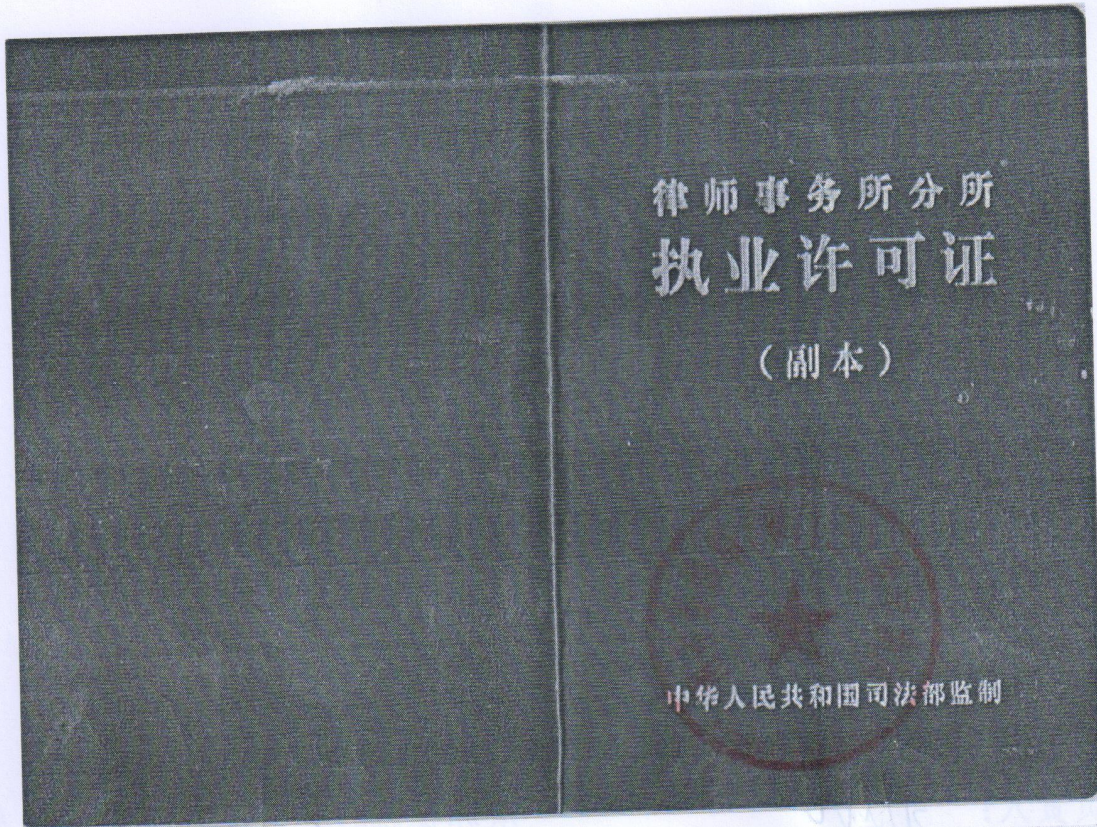 律师事务所分所
执业许可证
（副本）
中华人民共和国司法部监制